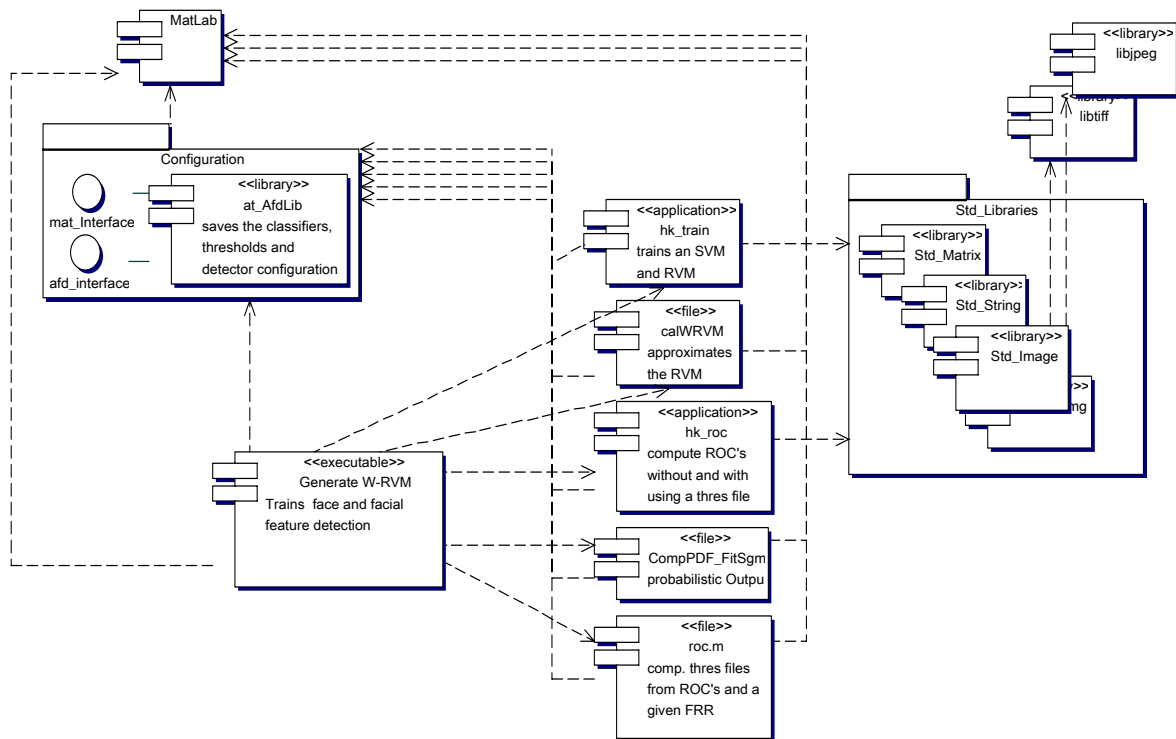 MatLab
<<library>>
libjpeg
<<library>>
libtiff
Configuration
<<library>>
at_AfdLib
saves the classifiers,
thresholds and
detector configuration
mat_Interface
afd_interface
<<application>>
hk_train
trains an SVM
and RVM
<<file>>
calWRVM
approximates
the RVM
<<application>>
hk_roc
compute ROC's
without and with
using a thres file
<<file>>
CompPDF_FitSgm
probabilistic Outpu
<<file>>
roc.m
comp. thres files
from ROC's and a
given FRR
<<executable>>
Generate W-RVM
Trains face and facial
feature detection
Std_Libraries
<<library>>
Std_Matrix
<<library>>
Std_String
<<library>>
Std_Image